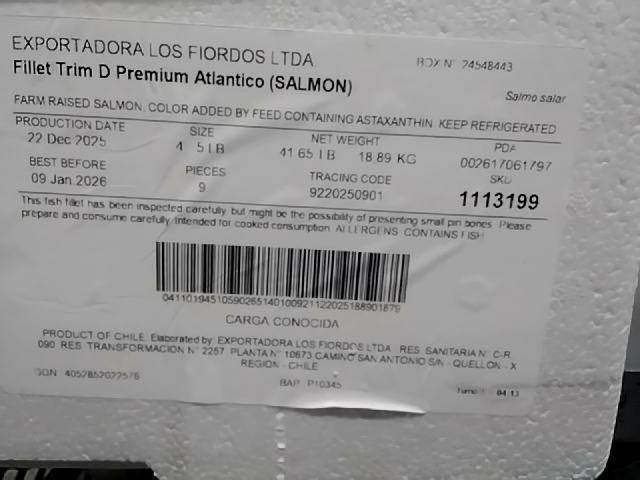 EXPORTADORA LOS FIORDOS LTDA
BOX N° 24548443
Fillet Trim D Premium Atlantico (SALMON)
Salmo salar
FARM RAISED SALMON, COLOR ADDED BY FEED CONTAINING ASTAXANTHIN KEEP REFRIGERATED
PRODUCTION DATE SIZE NET WEIGHT PDA
22 Dec 2025 4 5 LB 41.65 LB 18.89 KG 002617061797
BEST BEFORE PIECES TRACING CODE SKU
09 Jan 2026 9 9220250901 1113199
This fish fillet has been inspected carefully, but might be the possibility of presenting small pin bones. Please
prepare and consume carefully. Intended for cooked consumption. ALLERGENS: CONTAINS FISH
CARGA CONOCIDA
PRODUCT OF CHILE. Elaborated by: EXPORTADORA LOS FIORDOS LTDA. RES. SANITARIA N° C-R
090 RES. TRANSFORMACION N° 2257 PLANTA N° 10673 CAMINO SAN ANTONIO S/N - QUELLON - X
REGION - CHILE
GGN 4052852022576
BAP P10345
04:13